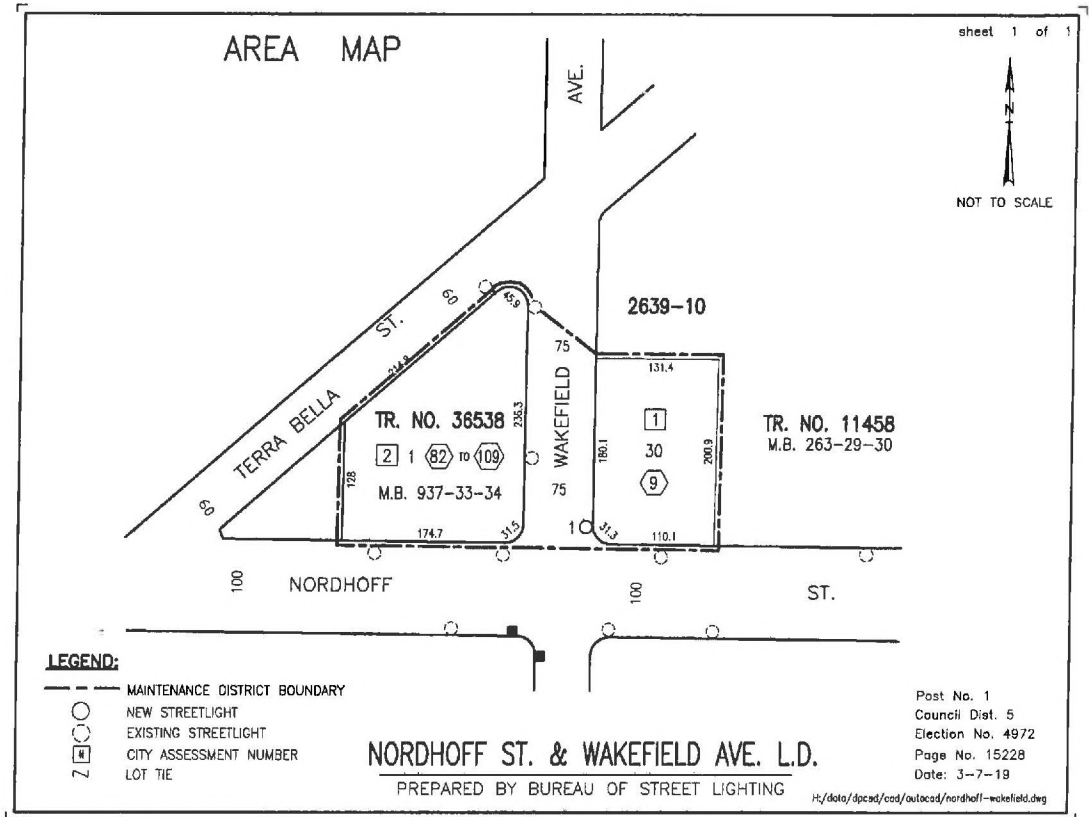 sheet 1 of 1
AREA MAP
AVE.
N
NOT TO SCALE
60
45.9
ST.
2639-10
75
131.4
TERRA BELLA
TR. NO. 36538
236.3
WAKEFIELD
1
TR. NO. 11458
M.B. 263-29-30
2 1 82 TO 109
30
180.1
200.9
128
M.B. 937-33-34
75
9
60
174.7
31.5
1
31.3
110.1
100
NORDHOFF
100
ST.
LEGEND:
MAINTENANCE DISTRICT BOUNDARY
NEW STREETLIGHT
EXISTING STREETLIGHT
# CITY ASSESSMENT NUMBER
Z LOT TIE
NORDHOFF ST. & WAKEFIELD AVE. L.D.
PREPARED BY BUREAU OF STREET LIGHTING
Post No. 1
Council Dist. 5
Election No. 4972
Page No. 15228
Date: 3-7-19
H:/data/dpcad/cad/autocad/nordhoff-wakefield.dwg